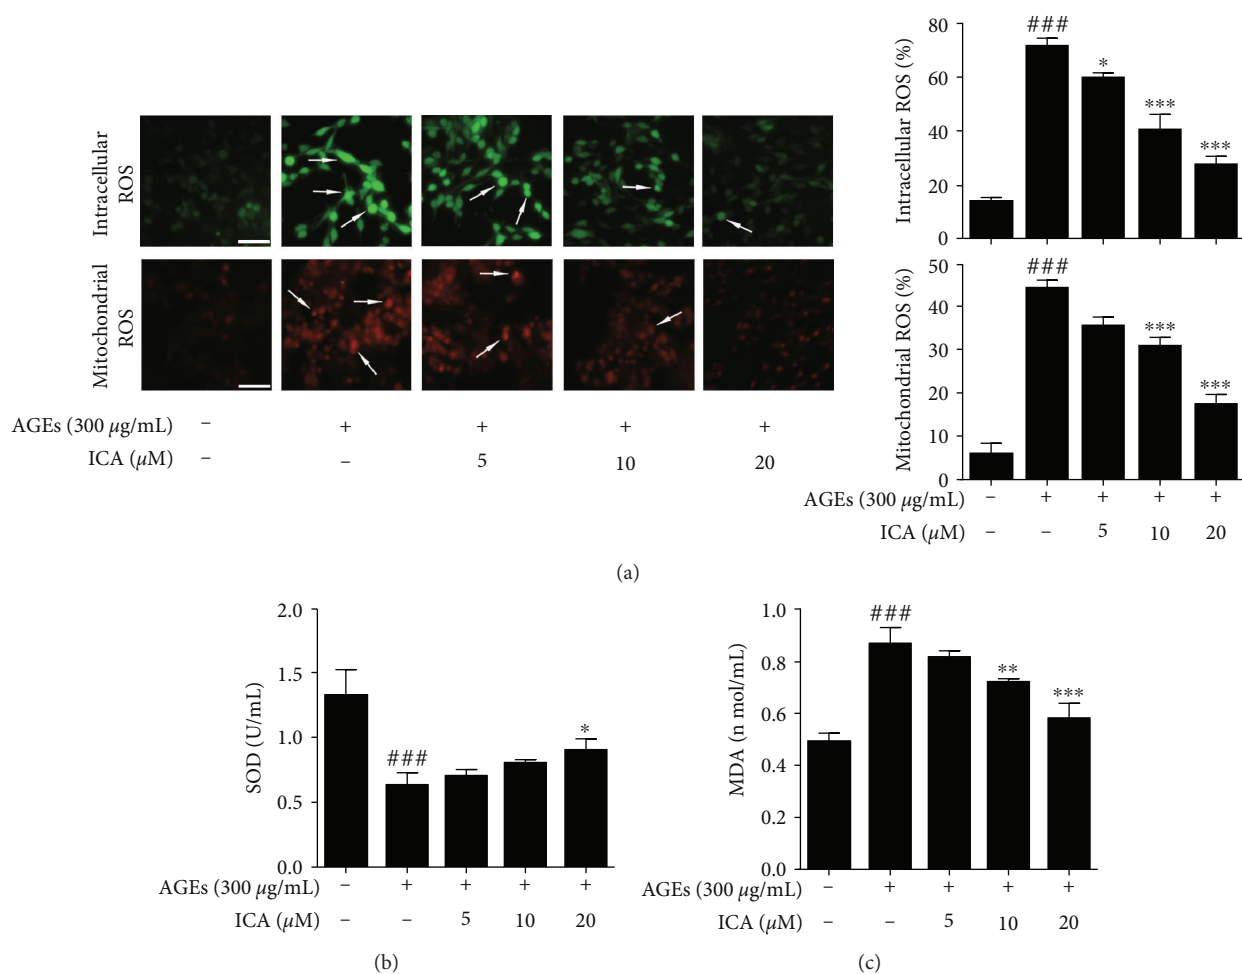 Intracellular
ROS
Mitochondrial
ROS
AGEs (300 µg/mL) − + + + +
ICA (µM) − − 5 10 20
Intracellular ROS (%)
80
60
40
20
0
###
*
***
***
Mitochondrial ROS (%)
50
40
30
20
10
0
###
***
***
AGEs (300 µg/mL) − + + + +
ICA (µM) − − 5 10 20
(a)
SOD (U/mL)
2.0
1.5
1.0
0.5
0.0
###
*
AGEs (300 µg/mL) − + + + +
ICA (µM) − − 5 10 20
(b)
MDA (n mol/mL)
1.0
0.8
0.6
0.4
0.2
0.0
###
**
***
AGEs (300 µg/mL) − + + + +
ICA (µM) − − 5 10 20
(c)